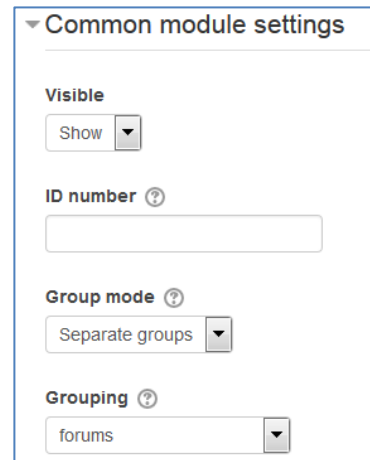 Common module settings
Visible
Show
ID number
Group mode
Separate groups
Grouping
forums